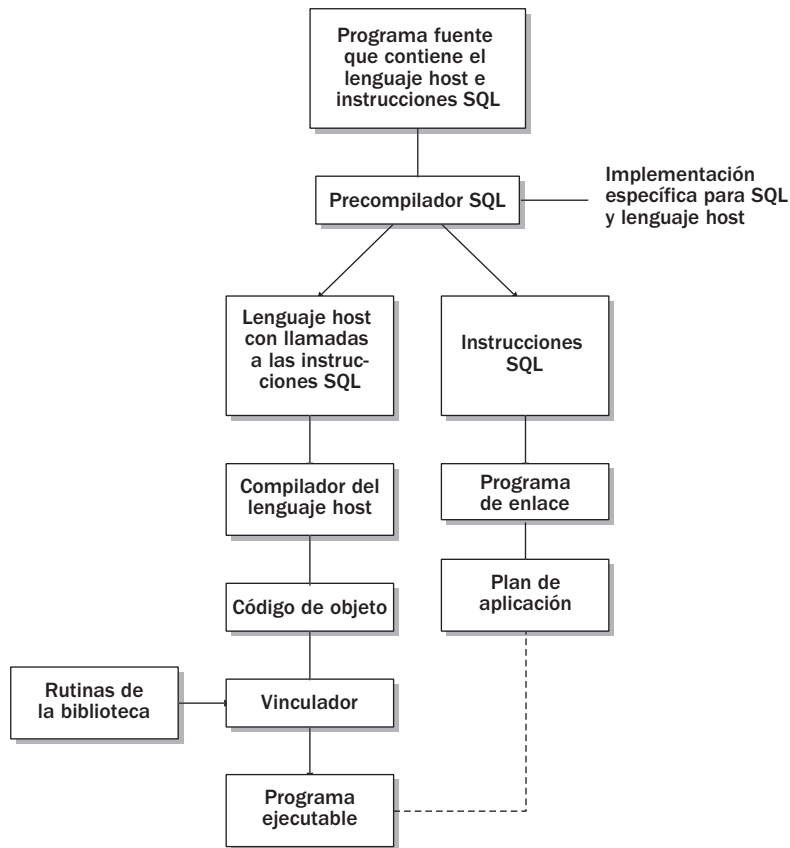 Programa fuente
que contiene el
lenguaje host e
instrucciones SQL
Precompilador SQL
Implementación
específica para SQL
y lenguaje host
Lenguaje host
con llamadas
a las instruc-
ciones SQL
Instrucciones
SQL
Compilador del
lenguaje host
Programa
de enlace
Código de objeto
Plan de
aplicación
Rutinas de
la biblioteca
Vinculador
Programa
ejecutable